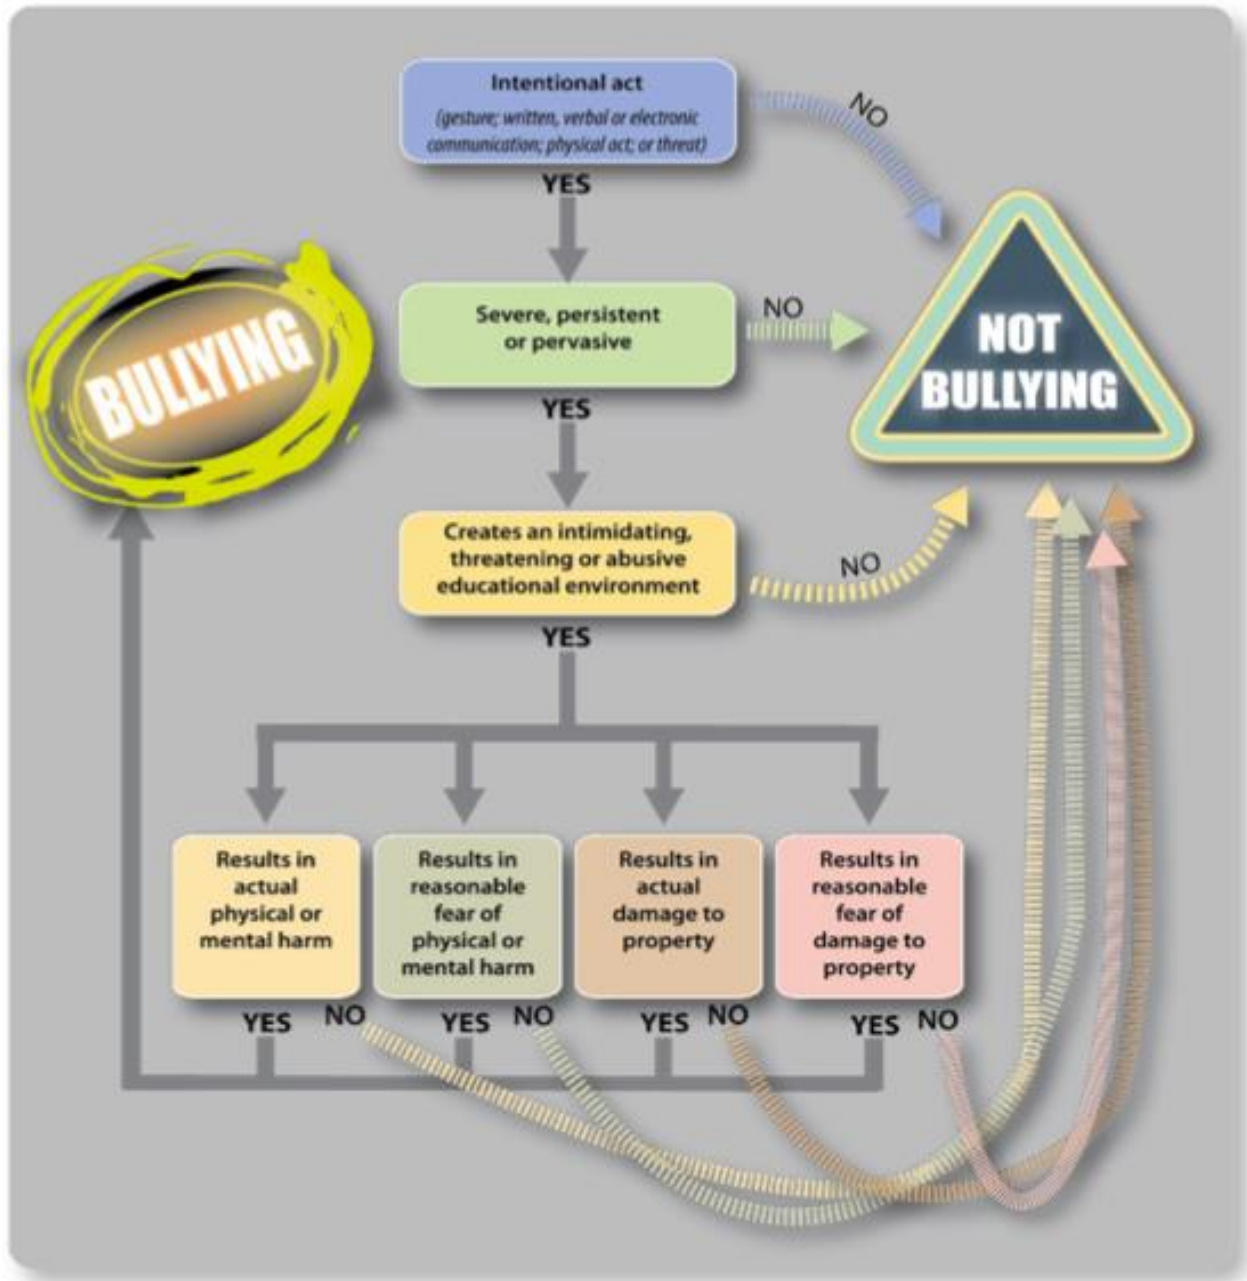 Intentional act
(gesture; written, verbal or electronic
communication; physical act; or threat)
NO
YES
BULLYING
Severe, persistent
or pervasive
NO
NOT
BULLYING
YES
Creates an intimidating,
threatening or abusive
educational environment
NO
YES
Results in
actual
physical or
mental harm
Results in
reasonable
fear of
physical or
mental harm
Results in
actual
damage to
property
Results in
reasonable
fear of
damage to
property
YES NO
YES NO
YES NO
YES NO